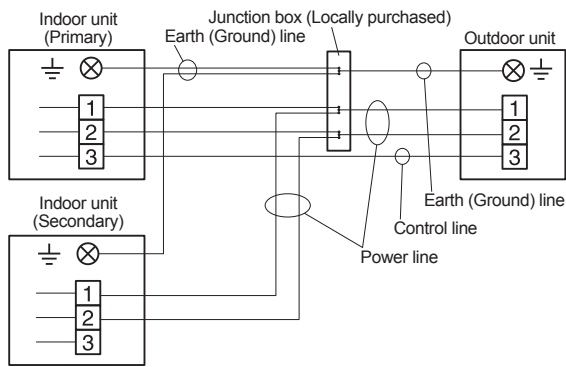 Indoor unit
(Primary)
Junction box (Locally purchased)
Earth (Ground) line
Outdoor unit
1
2
3
1
2
3
Earth (Ground) line
Control line
Power line
Indoor unit
(Secondary)
1
2
3